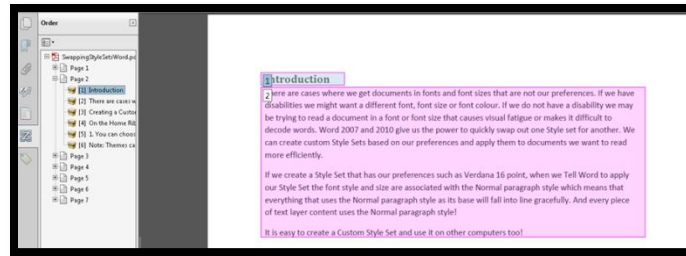 Order
SwappingStyleSetsWord.pd
Page 1
Page 2
[1] Introduction
[2] There are cases w
[3] Creating a Custo
[4] On the Home Rib
[5] 1. You can choos
[6] Note: Themes ca
Page 3
Page 4
Page 5
Page 6
Page 7
1 ntroduction
2 here are cases where we get documents in fonts and font sizes that are not our preferences. If we have
disabilities we might want a different font, font size or font colour. If we do not have a disability we may
be trying to read a document in a font or font size that causes visual fatigue or makes it difficult to
decode words. Word 2007 and 2010 give us the power to quickly swap out one Style set for another. We
can create custom Style Sets based on our preferences and apply them to documents we want to read
more efficiently.
If we create a Style Set that has our preferences such as Verdana 16 point, when we Tell Word to apply
our Style Set the font style and size are associated with the Normal paragraph style which means that
everything that uses the Normal paragraph style as its base will fall into line gracefully. And every piece
of text layer content uses the Normal paragraph style!
It is easy to create a Custom Style Set and use it on other computers too!